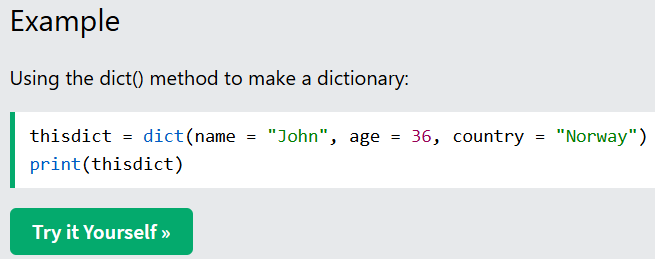 Example
Using the dict() method to make a dictionary:
thisdict = dict(name = "John", age = 36, country = "Norway")
print(thisdict)
Try it Yourself »